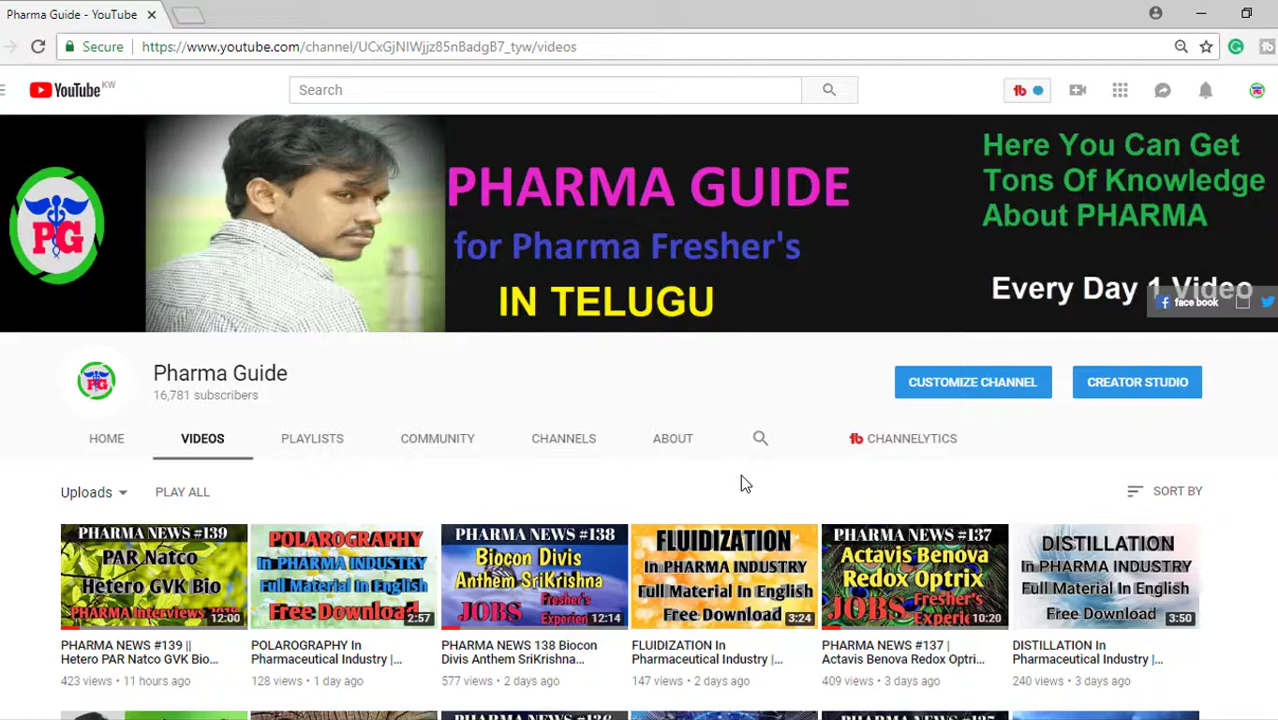 Pharma Guide - YouTube
Secure https://www.youtube.com/channel/UCxGjNIWjjz85nBadgB7_tyw/videos
YouTube KW
Search
tb
PG
PHARMA GUIDE
for Pharma Fresher's
IN TELUGU
Here You Can Get
Tons Of Knowledge
About PHARMA
Every Day 1 Video
face book
PG
Pharma Guide
16,781 subscribers
CUSTOMIZE CHANNEL
CREATOR STUDIO
HOME VIDEOS PLAYLISTS COMMUNITY CHANNELS ABOUT tb CHANNELYTICS
Uploads PLAY ALL SORT BY
PHARMA NEWS #139
PAR Natco
Hetero GVK Bio
PHARMA Interviews
12:00
PHARMA NEWS #139 ||
Hetero PAR Natco GVK Bio...
423 views • 11 hours ago
POLAROGRAPHY
In PHARMA INDUSTRY
Full Material In English
Free Download
2:57
POLAROGRAPHY In
Pharmaceutical Industry |...
128 views • 1 day ago
PHARMA NEWS #138
Biocon Divis
Anthem SriKrishna
JOBS Fresher's
12:14
PHARMA NEWS 138 Biocon
Divis Anthem SriKrishna...
577 views • 2 days ago
FLUIDIZATION
In PHARMA INDUSTRY
Full Material In English
Free Download
3:24
FLUIDIZATION In
Pharmaceutical Industry |...
147 views • 2 days ago
PHARMA NEWS #137
Actavis Benova
Redox Optrix
JOBS Fresher's
10:20
PHARMA NEWS #137 |
Actavis Benova Redox Optri...
409 views • 3 days ago
DISTILLATION
In PHARMA INDUSTRY
Full Material In English
Free Download
3:50
DISTILLATION In
Pharmaceutical Industry |...
240 views • 3 days ago